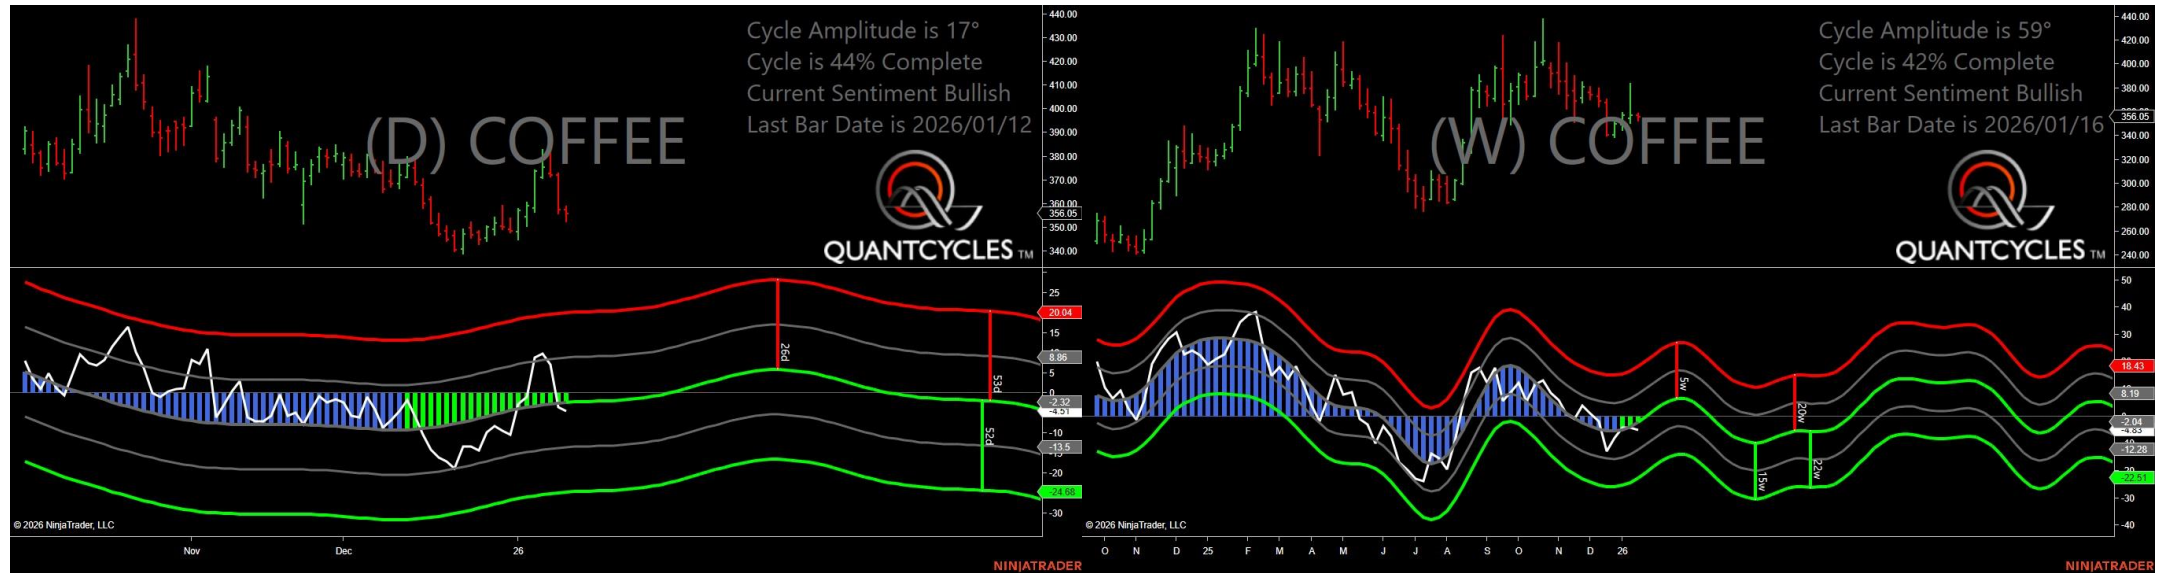 Cycle Amplitude is 17°
Cycle is 44% Complete
Current Sentiment Bullish
Last Bar Date is 2026/01/12
(D) COFFEE
QUANTCYCLES TM
440.00
430.00
420.00
410.00
400.00
390.00
380.00
370.00
360.00
356.05
350.00
340.00
25
20.04
15
8.86
5
0
-2.32
-4.51
-10
-13.5
-20
-24.68
-30
26d
53d
52d
© 2026 NinjaTrader, LLC
Nov
Dec
26
NINJATRADER
Cycle Amplitude is 59°
Cycle is 42% Complete
Current Sentiment Bullish
Last Bar Date is 2026/01/16
(W) COFFEE
QUANTCYCLES TM
440.00
420.00
400.00
380.00
356.05
340.00
320.00
300.00
280.00
260.00
240.00
50
40
30
18.43
8.19
0
-2.04
-4.83
-12.28
-22.51
-30
-40
5w
20w
15w
22w
© 2026 NinjaTrader, LLC
O N D 25 F M A M J J A S O N D 26
NINJATRADER